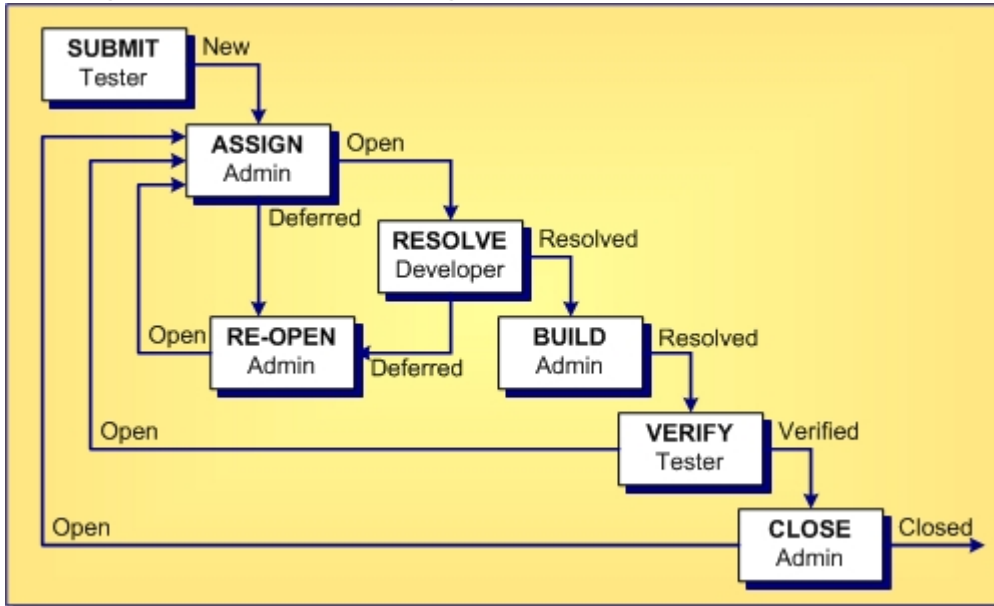 SUBMIT
Tester
New
ASSIGN
Admin
Open
Deferred
RESOLVE
Developer
Resolved
Open
RE-OPEN
Admin
Deferred
BUILD
Admin
Resolved
Open
VERIFY
Tester
Verified
Open
CLOSE
Admin
Closed